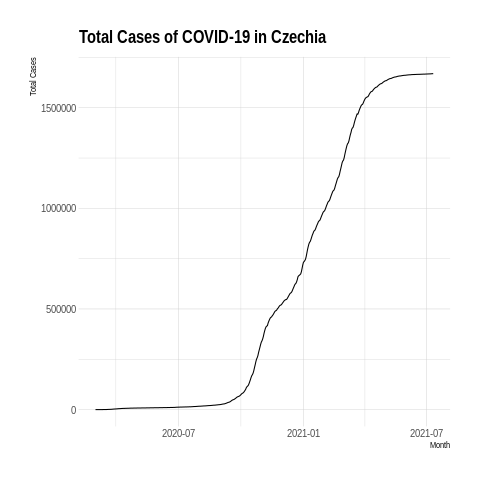 Total Cases of COVID-19 in Czechia
Total Cases
1500000
1000000
500000
0
2020-07
2021-01
2021-07
Month